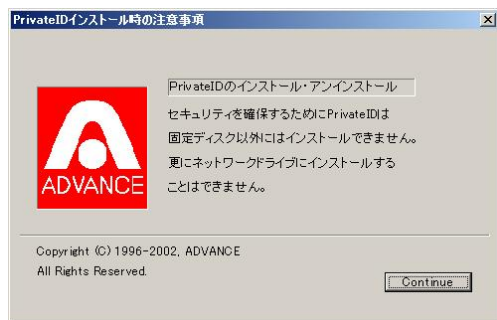 PrivateIDインストール時の注意事項
PrivateIDのインストール・アンインストール
セキュリティを確保するためにPrivateIDは
固定ディスク以外にはインストールできません。
更にネットワークドライブにインストールする
ことはできません。
ADVANCE
Copyright (C) 1996-2002, ADVANCE
All Rights Reserved.
Continue